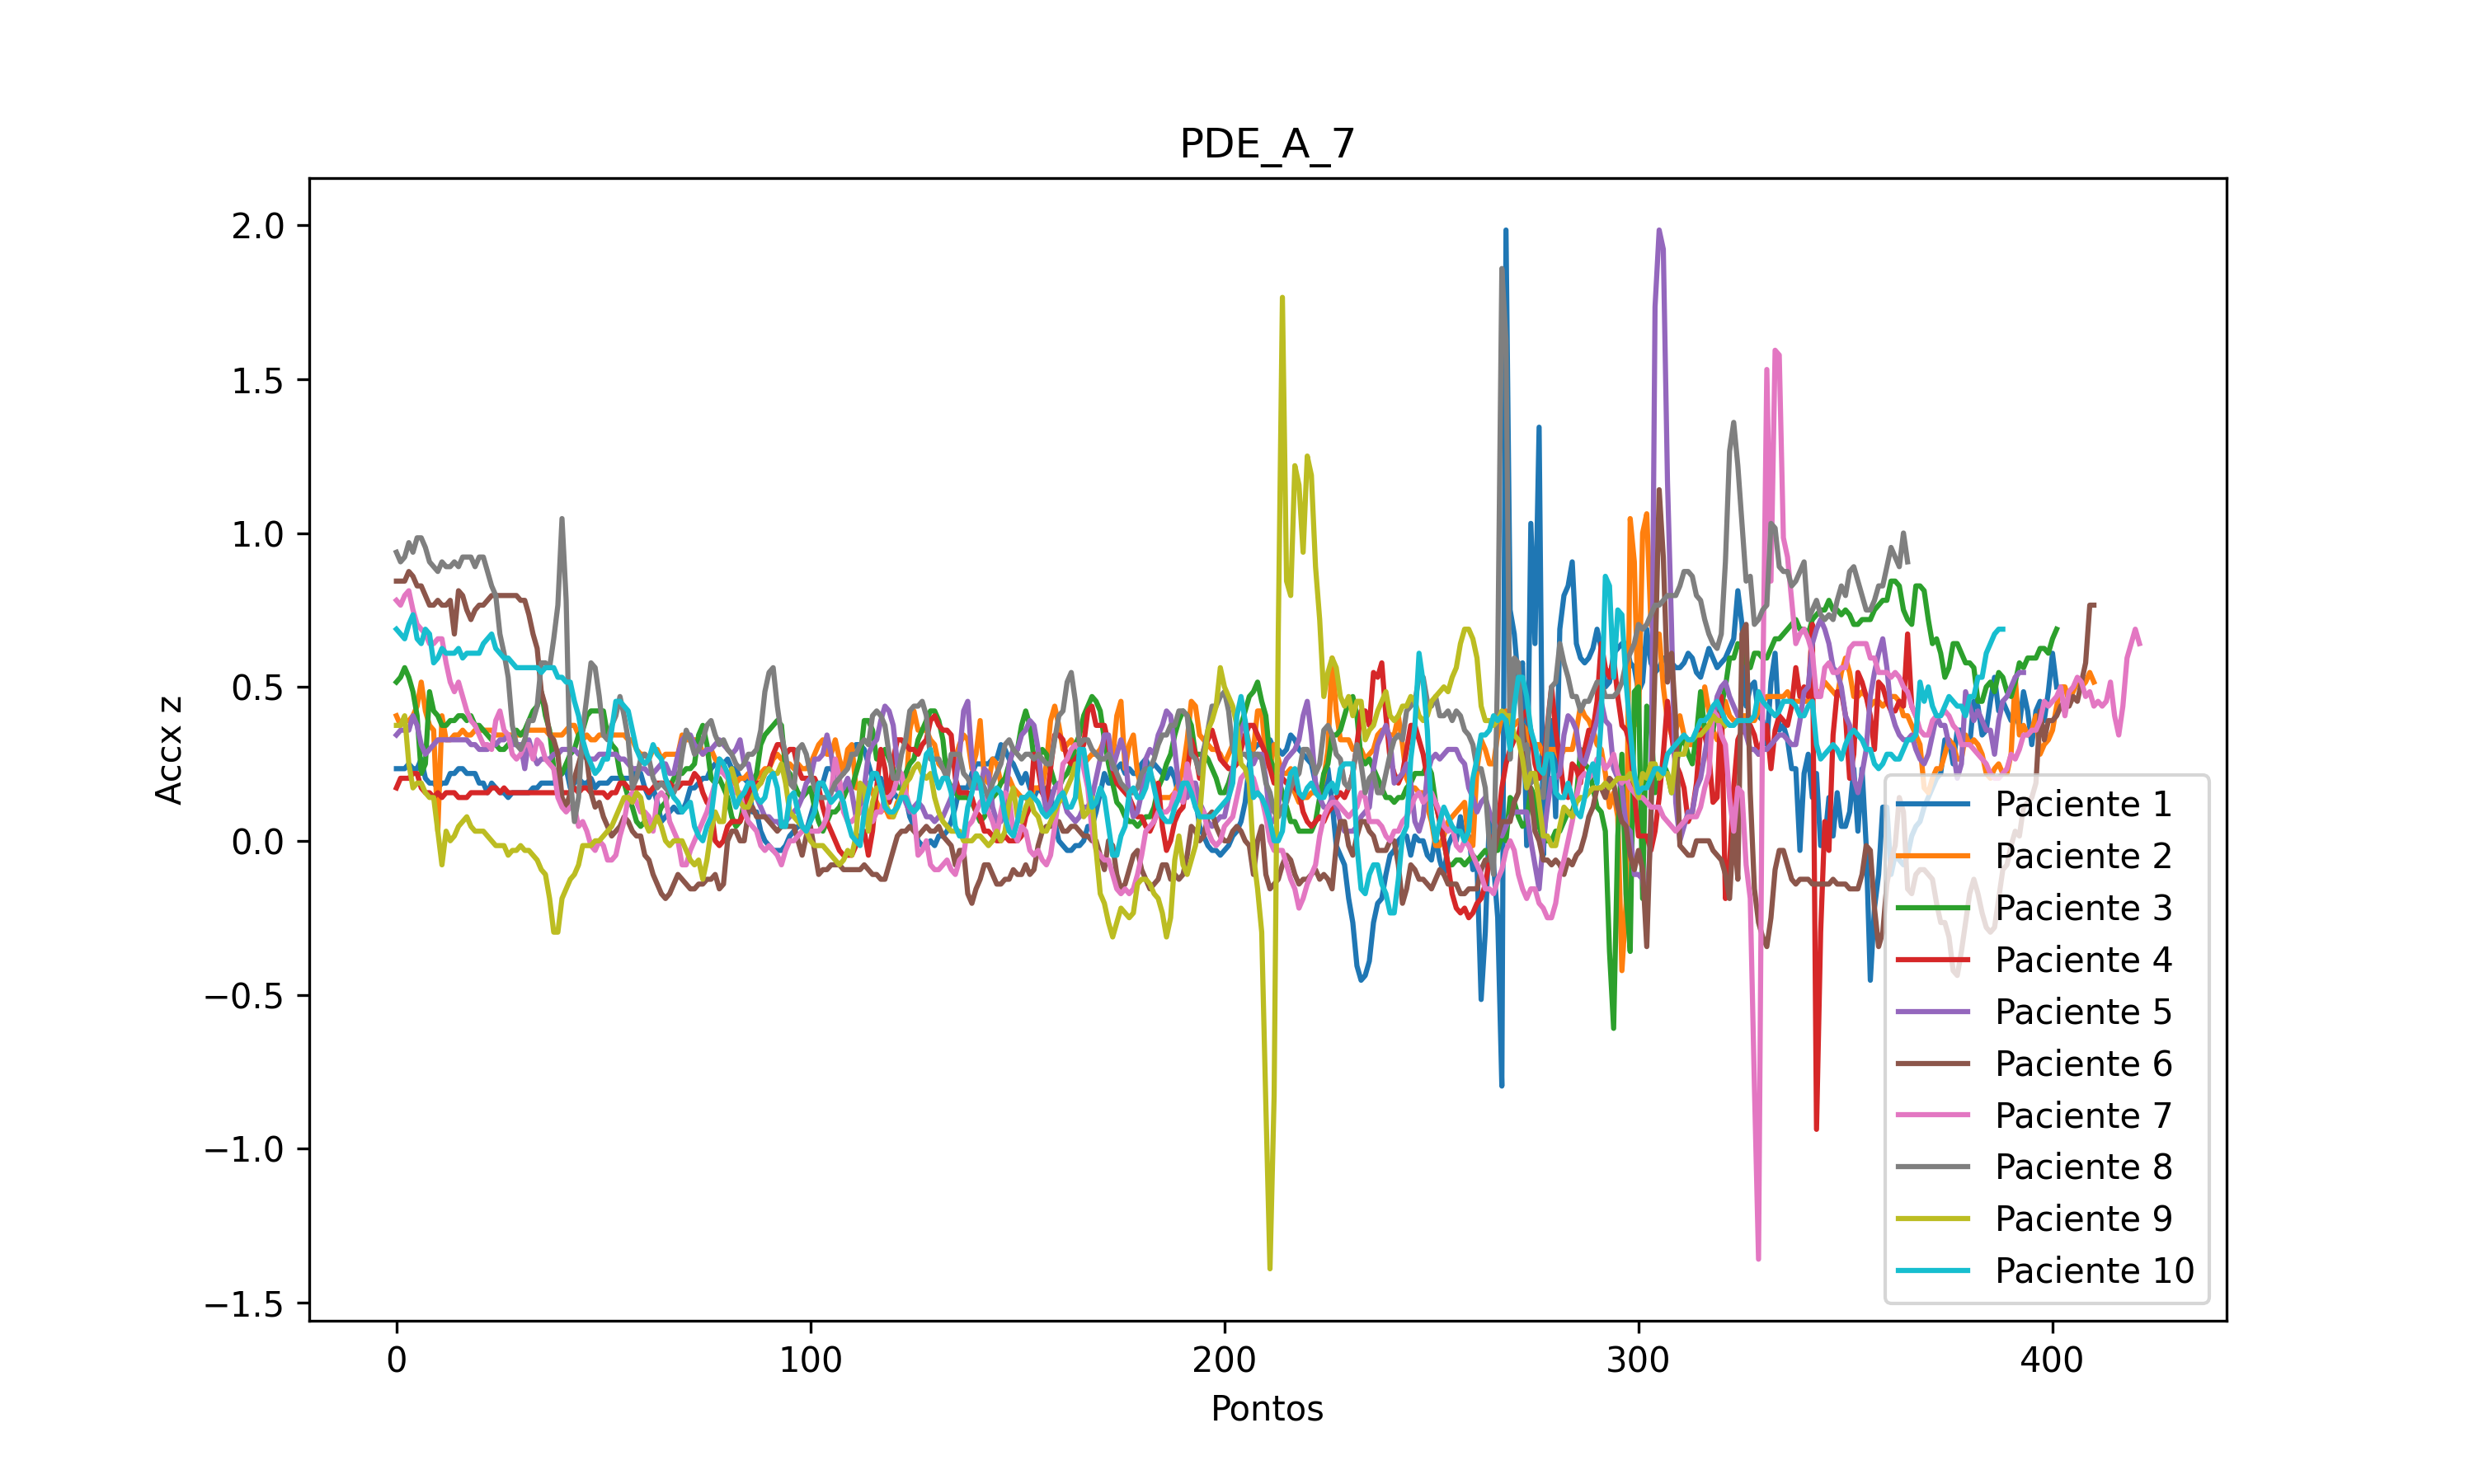 PDE_A_7
Accx z
2.0
1.5
1.0
0.5
0.0
−0.5
−1.0
−1.5
0 100 200 300 400
Pontos
Paciente 1
Paciente 2
Paciente 3
Paciente 4
Paciente 5
Paciente 6
Paciente 7
Paciente 8
Paciente 9
Paciente 10